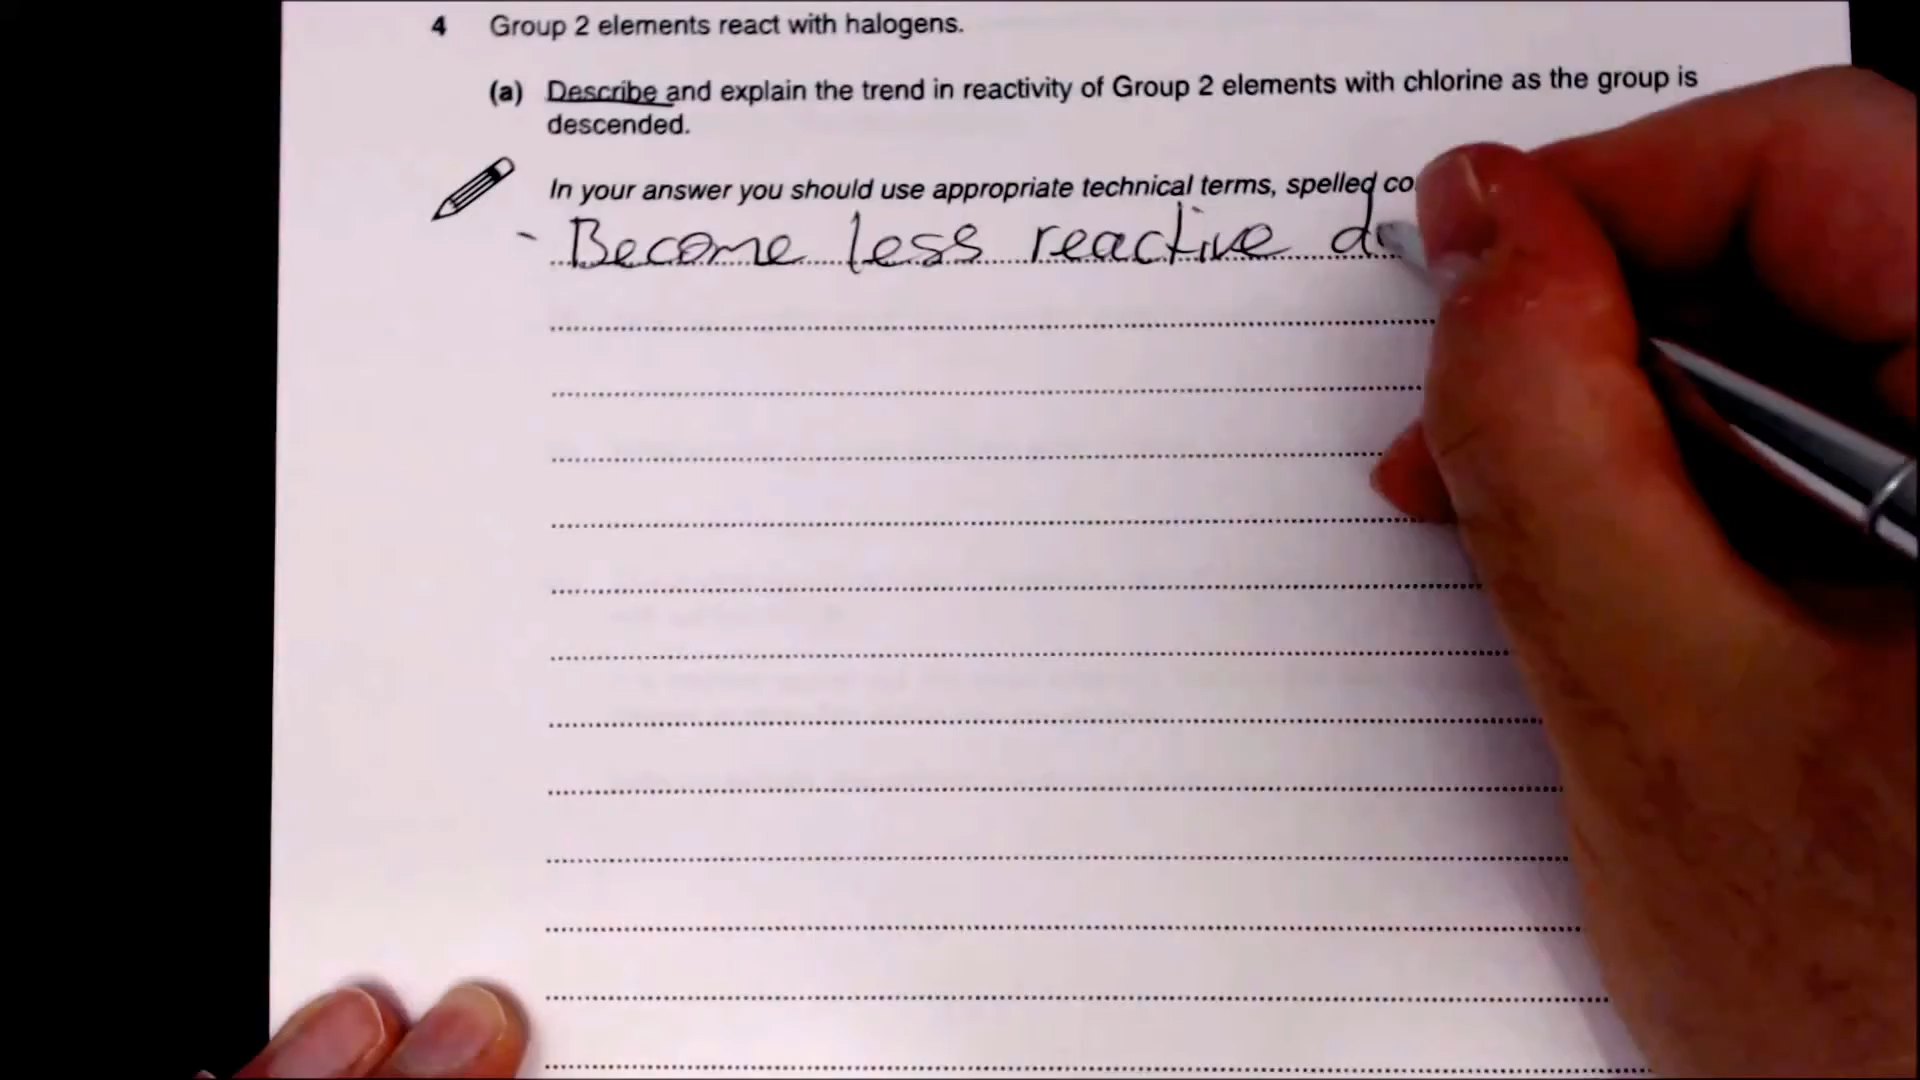 4 Group 2 elements react with halogens.
(a) Describe and explain the trend in reactivity of Group 2 elements with chlorine as the group is
descended.
In your answer you should use appropriate technical terms, spelled
- Become less reactive